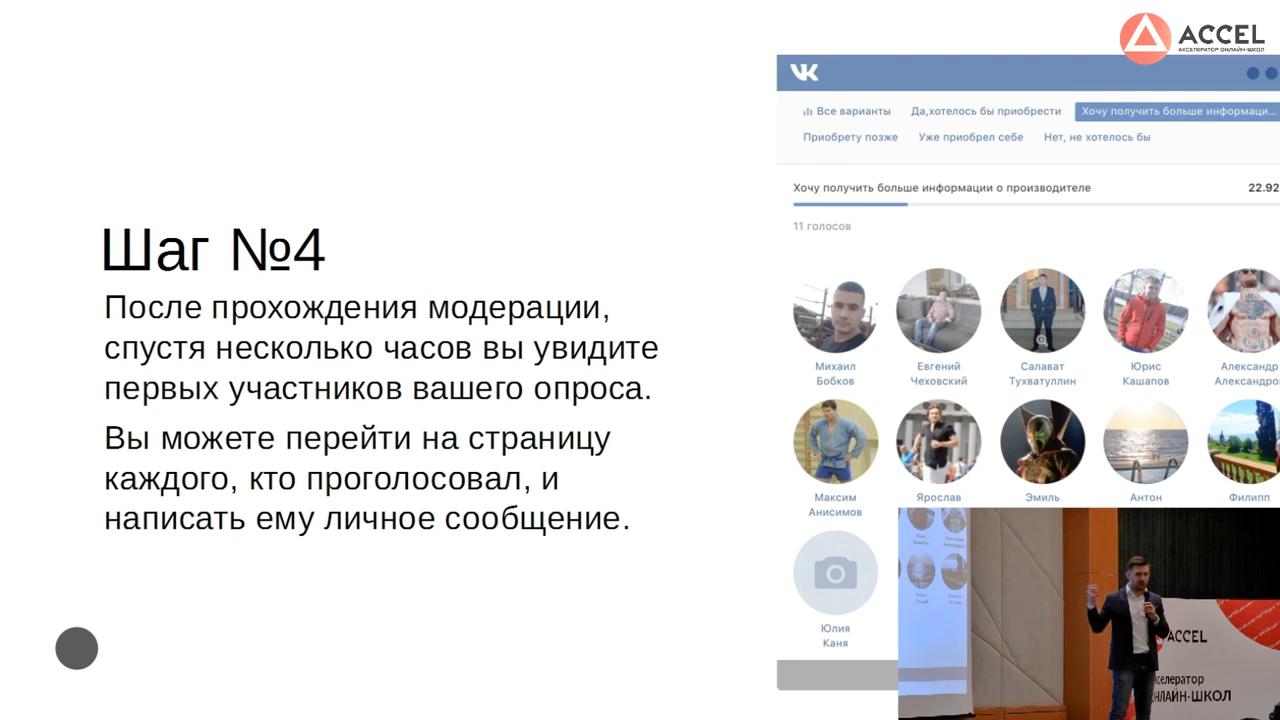 ACCEL
АКСЕЛЕРАТОР ОНЛАЙН-ШКОЛ
Все варианты
Да,хотелось бы приобрести
Хочу получить больше информаци...
Приобрету позже
Уже приобрел себе
Нет, не хотелось бы
Хочу получить больше информации о производителе
22.92
11 голосов
Шаг №4
После прохождения модерации,
спустя несколько часов вы увидите
первых участников вашего опроса.
Вы можете перейти на страницу
каждого, кто проголосовал, и
написать ему личное сообщение.
Михаил
Бобков
Евгений
Чеховский
Салават
Тухватуллин
Юрис
Кашапов
Александр
Александро
Максим
Анисимов
Ярослав
Эмиль
Антон
Филипп
Юлия
Каня
ACCEL
ОНЛАЙН-ШКОЛ